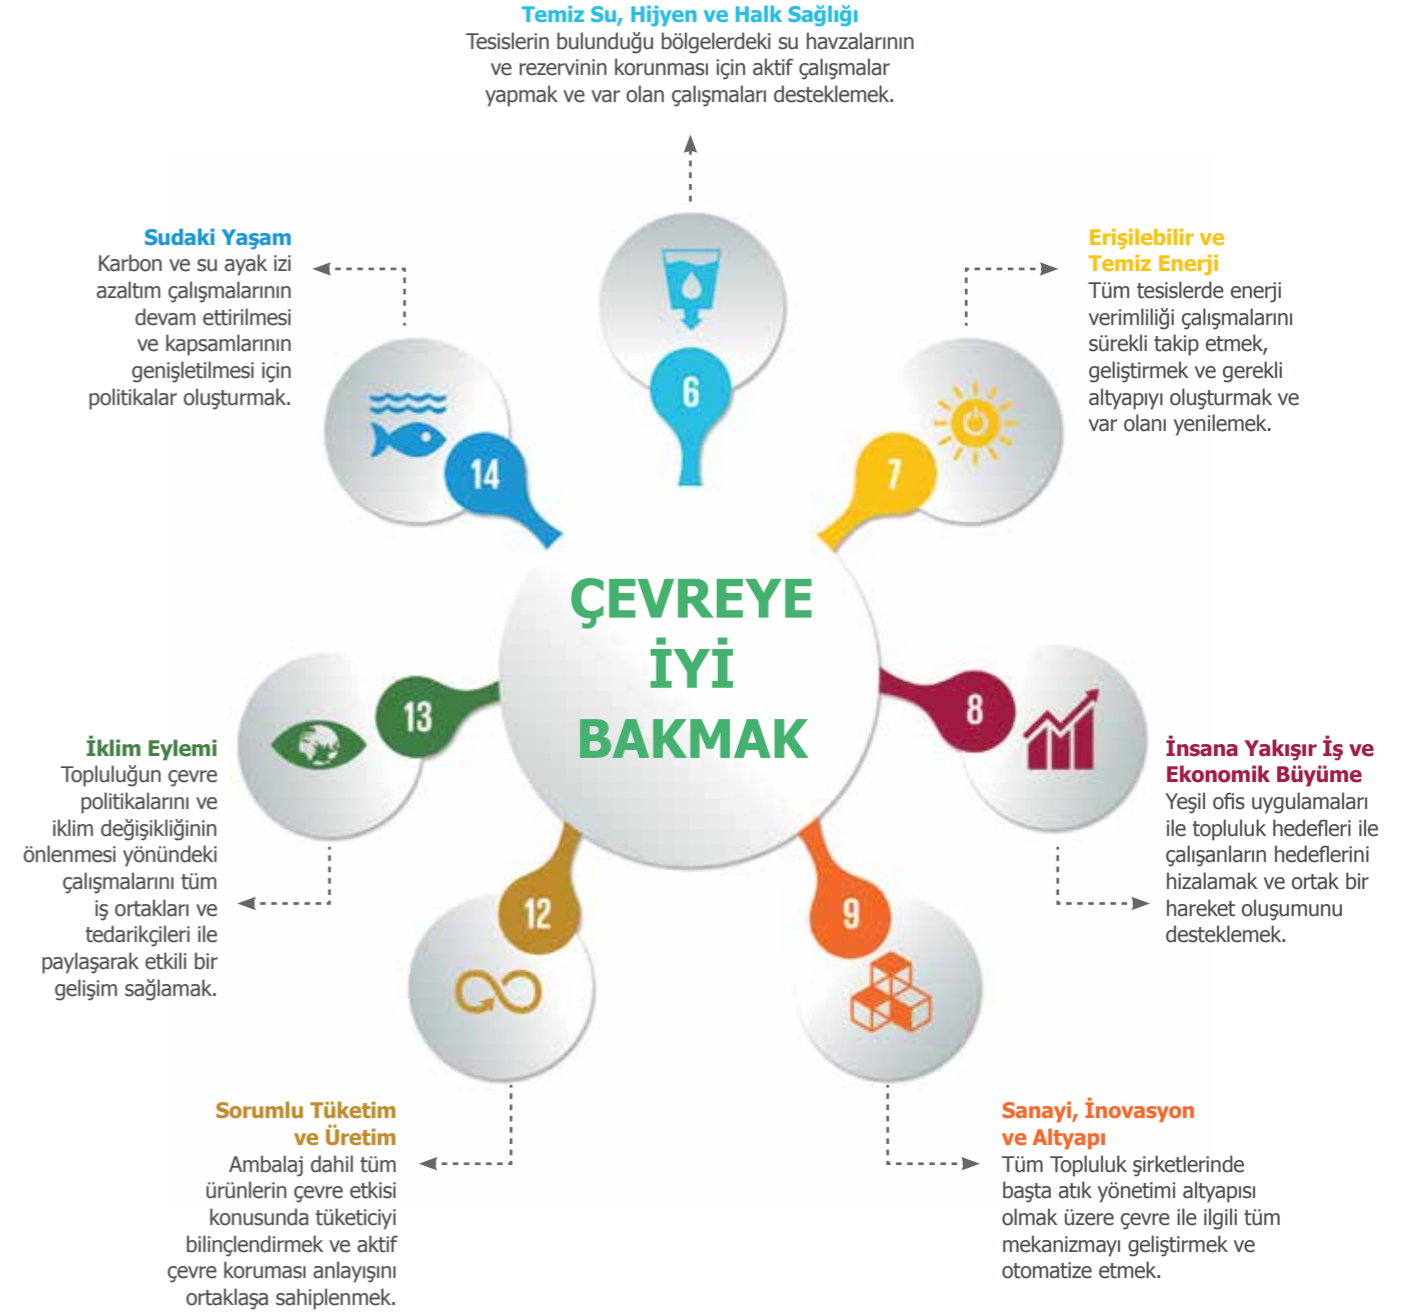 Temiz Su, Hijyen ve Halk Sağlığı
Tesislerin bulunduğu bölgelerdeki su havzalarının
ve rezervinin korunması için aktif çalışmalar
yapmak ve var olan çalışmaları desteklemek.
6
Erişilebilir ve
Temiz Enerji
Tüm tesislerde enerji
verimliliği çalışmalarını
sürekli takip etmek,
geliştirmek ve gerekli
altyapıyı oluşturmak ve
var olanı yenilemek.
7
İnsana Yakışır İş ve
Ekonomik Büyüme
Yeşil ofis uygulamaları
ile topluluk hedefleri ile
çalışanların hedeflerini
hizalamak ve ortak bir
hareket oluşumunu
desteklemek.
8
Sanayi, İnovasyon
ve Altyapı
Tüm Topluluk şirketlerinde
başta atık yönetimi altyapısı
olmak üzere çevre ile ilgili tüm
mekanizmayı geliştirmek ve
otomatize etmek.
9
Sorumlu Tüketim
ve Üretim
Ambalaj dahil tüm
ürünlerin çevre etkisi
konusunda tüketiciyi
bilinçlendirmek ve aktif
çevre koruması anlayışını
ortaklaşa sahiplenmek.
12
İklim Eylemi
Topluluğun çevre
politikalarını ve
iklim değişikliğinin
önlenmesi yönündeki
çalışmalarını tüm
iş ortakları ve
tedarikçileri ile
paylaşarak etkili bir
gelişim sağlamak.
13
Sudaki Yaşam
Karbon ve su ayak izi
azaltım çalışmalarının
devam ettirilmesi
ve kapsamlarının
genişletilmesi için
politikalar oluşturmak.
14
ÇEVREYE
İYİ
BAKMAK